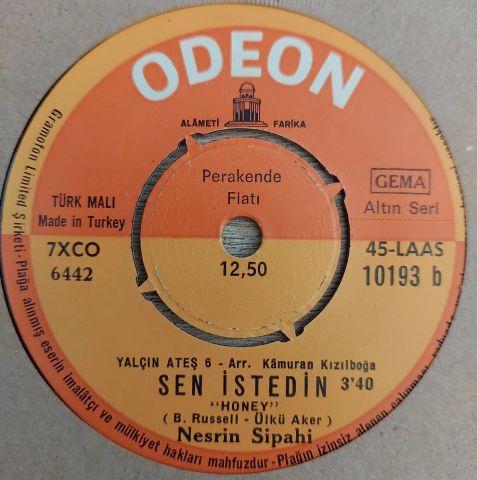 ODEON
ALÂMETİ FARİKA
Perakende
Fiatı
12,50
TÜRK MALI
Made in Turkey
7XCO
6442
GEMA
Altın Seri
45-LAAS
10193 b
YALÇIN ATEŞ 6 - Arr. Kâmuran Kızılboğa
SEN İSTEDİN 3'40
"HONEY"
( B. Russell - Ülkü Aker )
Nesrin Sipahi
Gramofon Limited Şirketi - Plağa alınmış eserin imalâtçı ve mülkiyet hakları mahfuzdur - Plağın izinsiz alenen çalınması